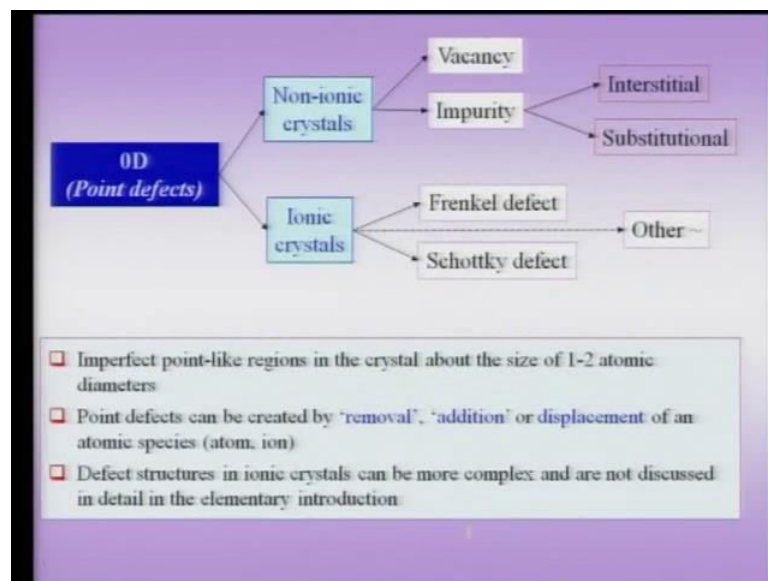 Vacancy
Non-ionic
crystals
Impurity
Interstitial
Substitutional
0D
(Point defects)
Ionic
crystals
Frenkel defect
Other ~
Schottky defect
❑ Imperfect point-like regions in the crystal about the size of 1-2 atomic
diameters
❑ Point defects can be created by ‘removal’, ‘addition’ or displacement of an
atomic species (atom, ion)
❑ Defect structures in ionic crystals can be more complex and are not discussed
in detail in the elementary introduction